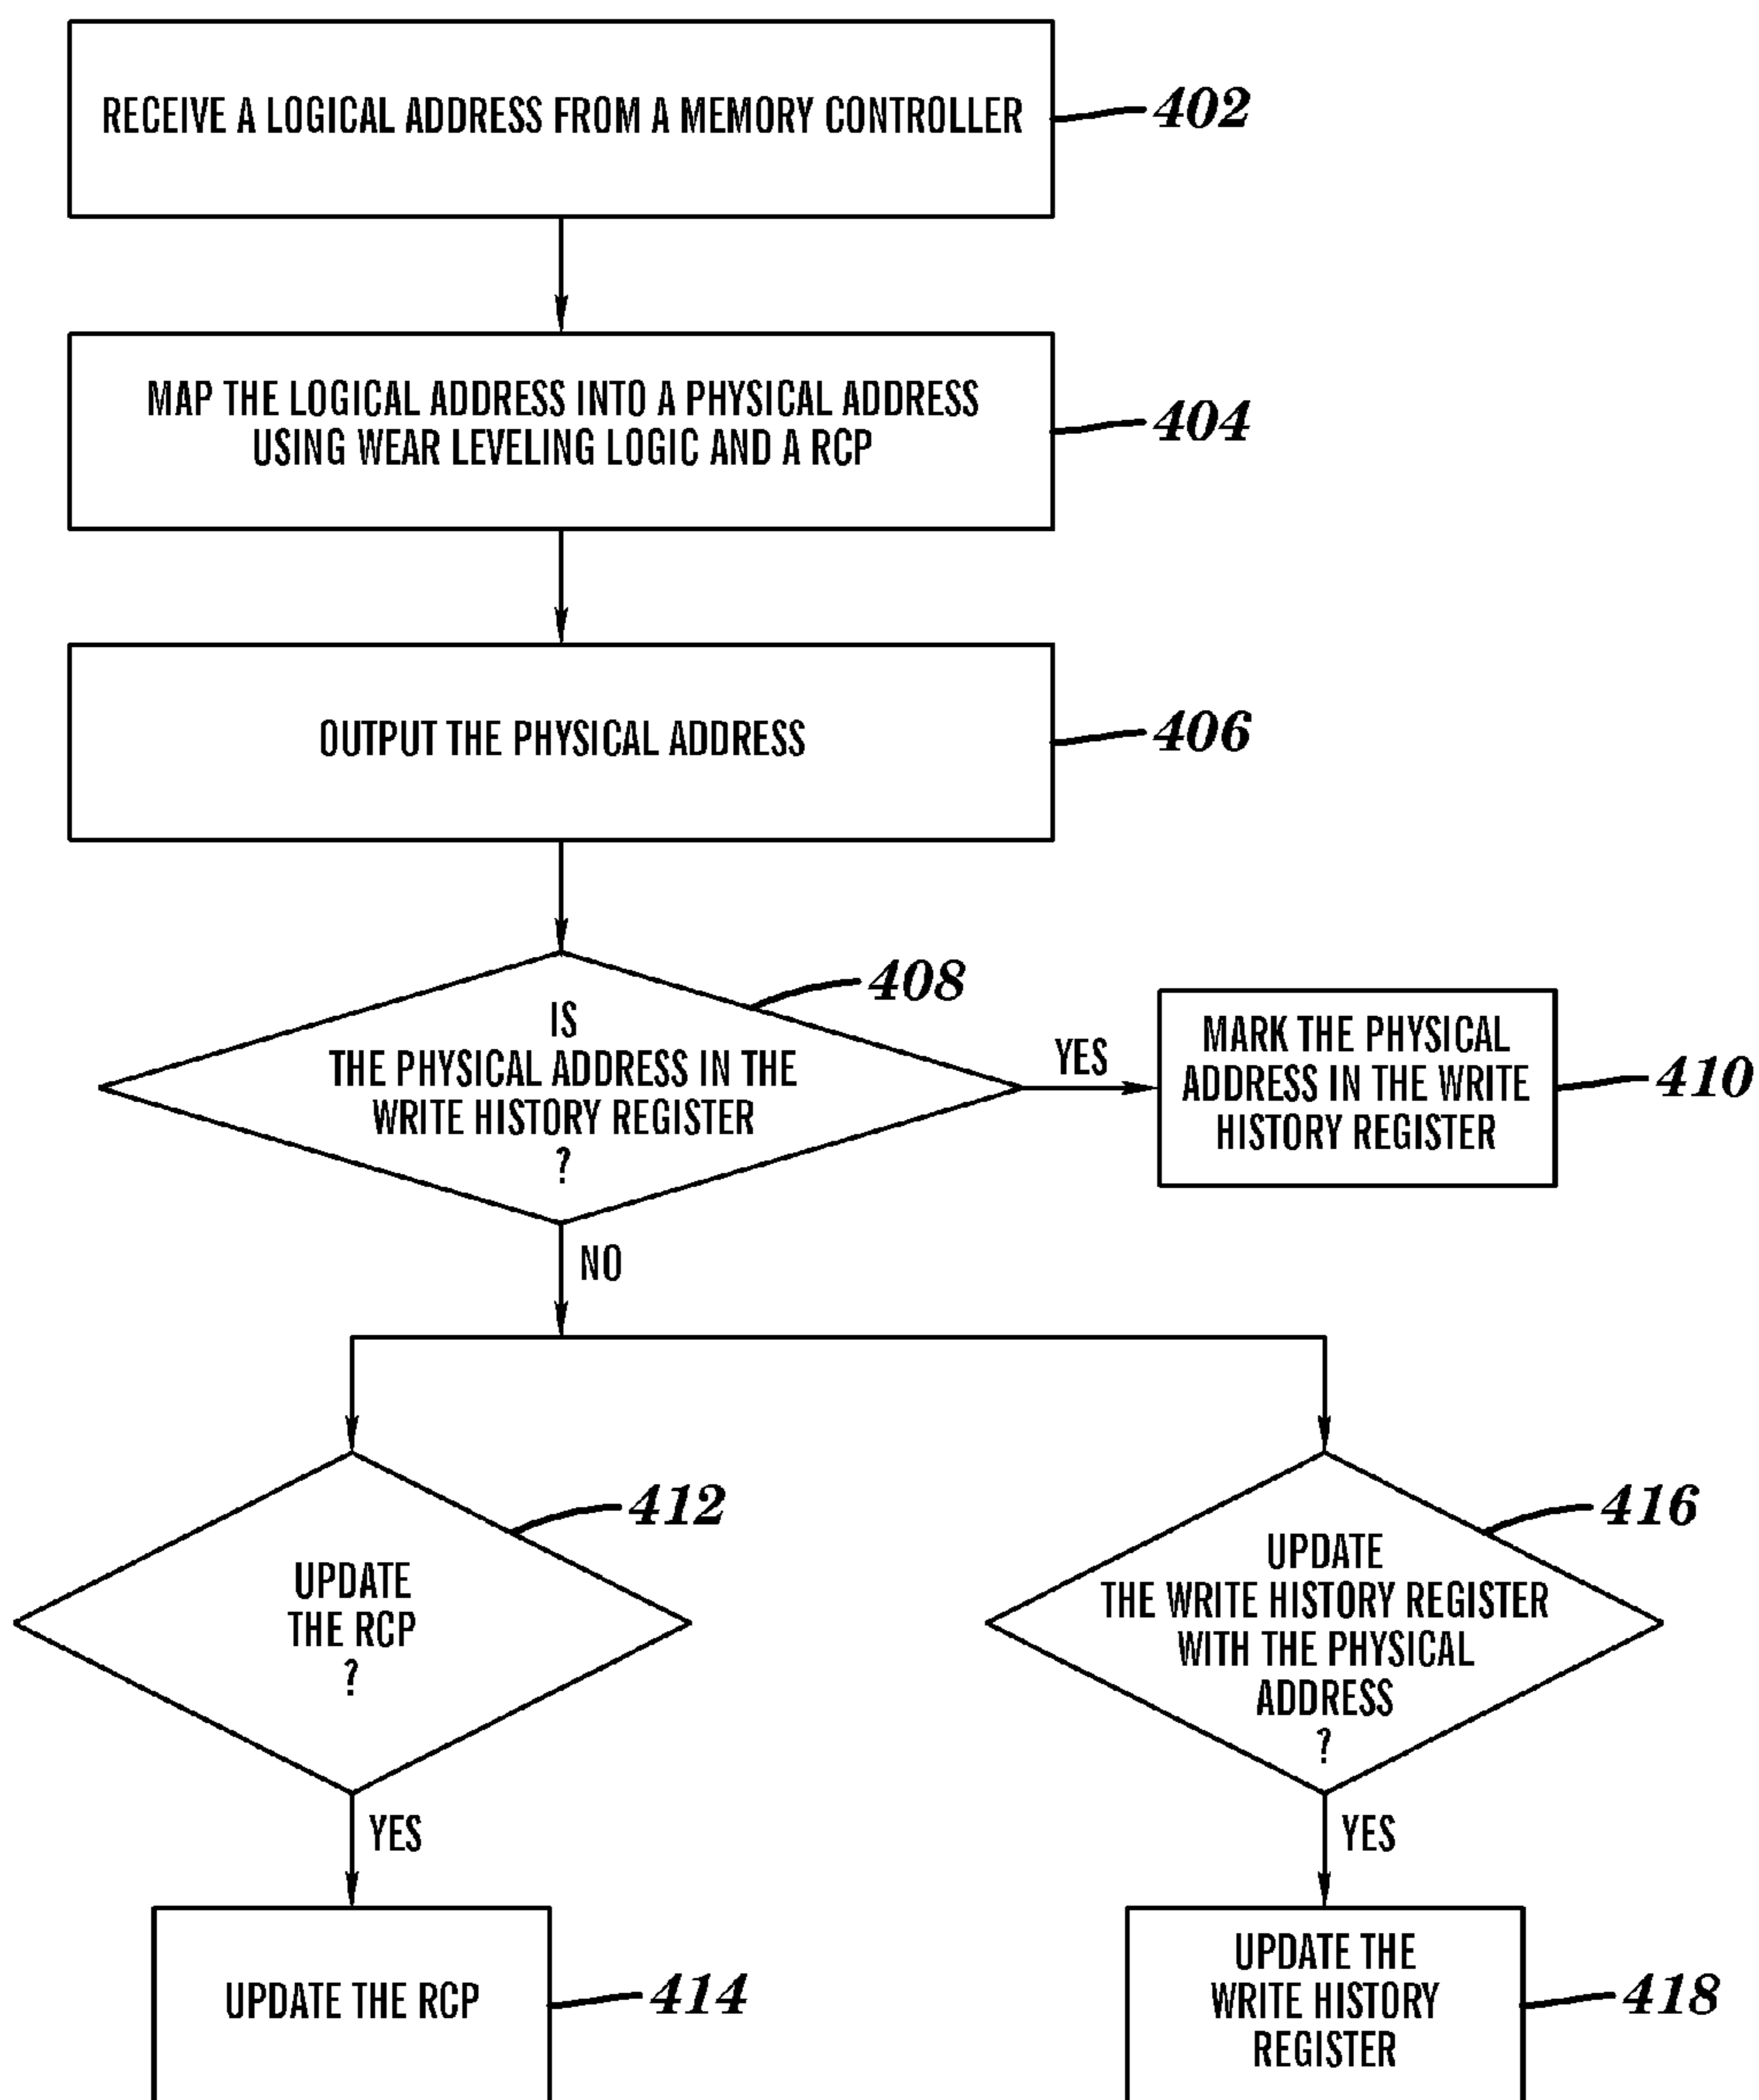 RECEIVE A LOGICAL ADDRESS FROM A MEMORY CONTROLLER
402
MAP THE LOGICAL ADDRESS INTO A PHYSICAL ADDRESS
USING WEAR LEVELING LOGIC AND A RCP
404
OUTPUT THE PHYSICAL ADDRESS
406
408
IS
THE PHYSICAL ADDRESS IN THE
WRITE HISTORY REGISTER
?
YES
MARK THE PHYSICAL
ADDRESS IN THE WRITE
HISTORY REGISTER
410
NO
412
UPDATE
THE RCP
?
416
UPDATE
THE WRITE HISTORY REGISTER
WITH THE PHYSICAL
ADDRESS
?
YES
YES
UPDATE THE RCP
414
UPDATE THE
WRITE HISTORY
REGISTER
418